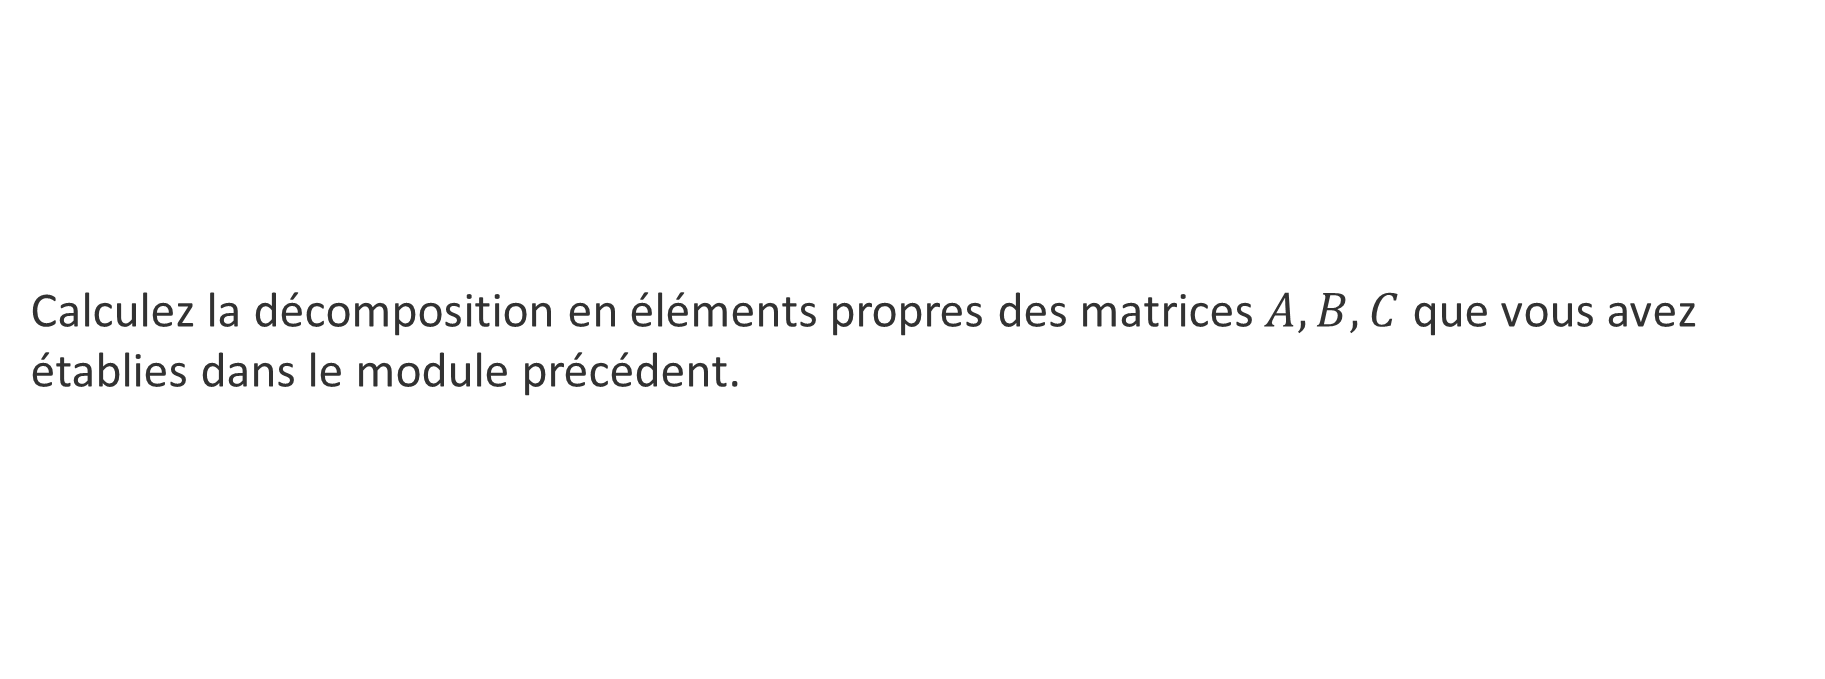 Calculez la décomposition en éléments propres des matrices A, B, C que vous avez
établies dans le module précédent.